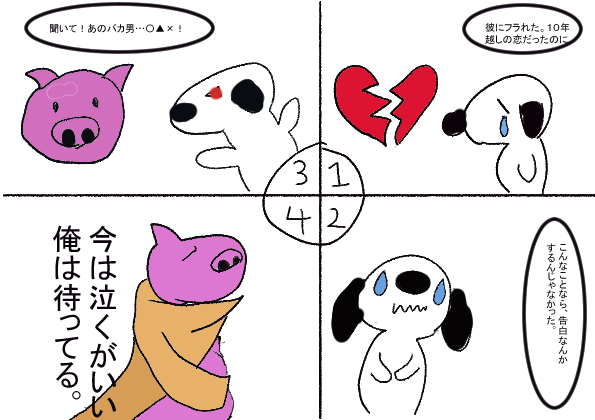 彼にフラれた。10年
越しの恋だったのに
こんなことなら、告白なんか
するんじゃなかった。
聞いて！あのバカ男…○▲×！
今は泣くがいい
俺は待ってる。
3
1
4
2